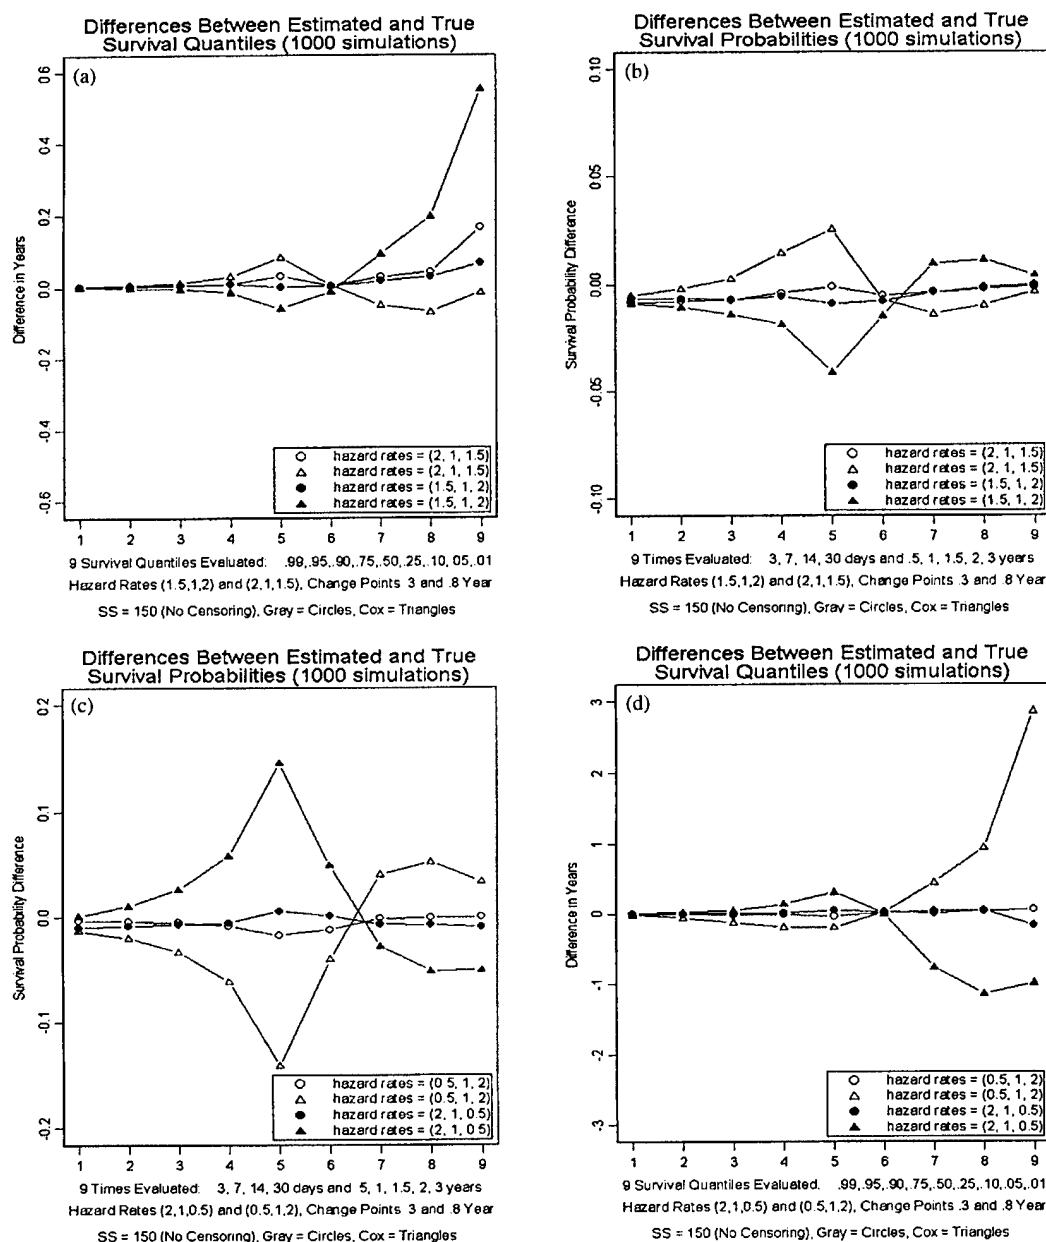 Differences Between Estimated and True
Survival Quantiles (1000 simulations)
(a)
0.6
0.4
0.2
0.0
-0.2
-0.4
-0.6
Difference in Years
hazard rates = (2, 1, 1.5)
hazard rates = (2, 1, 1.5)
hazard rates = (1.5, 1, 2)
hazard rates = (1.5, 1, 2)
1 2 3 4 5 6 7 8 9
9 Survival Quantiles Evaluated: .99,.95,.90,.75,.50,.25,.10,.05,.01
Hazard Rates (1.5,1,2) and (2,1,1.5), Change Points .3 and .8 Year
SS = 150 (No Censoring), Gray = Circles, Cox = Triangles
Differences Between Estimated and True
Survival Probabilities (1000 simulations)
(b)
0.10
0.05
0.00
-0.05
-0.10
Survival Probability Difference
hazard rates = (2, 1, 1.5)
hazard rates = (2, 1, 1.5)
hazard rates = (1.5, 1, 2)
hazard rates = (1.5, 1, 2)
1 2 3 4 5 6 7 8 9
9 Times Evaluated: 3, 7, 14, 30 days and .5, 1, 1.5, 2, 3 years
Hazard Rates (1.5,1,2) and (2,1,1.5), Change Points .3 and .8 Year
SS = 150 (No Censoring), Gray = Circles, Cox = Triangles
Differences Between Estimated and True
Survival Probabilities (1000 simulations)
(c)
0.2
0.1
0.0
-0.1
-0.2
Survival Probability Difference
hazard rates = (0.5, 1, 2)
hazard rates = (0.5, 1, 2)
hazard rates = (2, 1, 0.5)
hazard rates = (2, 1, 0.5)
1 2 3 4 5 6 7 8 9
9 Times Evaluated: 3, 7, 14, 30 days and .5, 1, 1.5, 2, 3 years
Hazard Rates (2,1,0.5) and (0.5,1,2), Change Points .3 and .8 Year
SS = 150 (No Censoring), Gray = Circles, Cox = Triangles
Differences Between Estimated and True
Survival Quantiles (1000 simulations)
(d)
3
2
1
0
-1
-2
-3
Difference in Years
hazard rates = (0.5, 1, 2)
hazard rates = (0.5, 1, 2)
hazard rates = (2, 1, 0.5)
hazard rates = (2, 1, 0.5)
1 2 3 4 5 6 7 8 9
9 Survival Quantiles Evaluated: .99,.95,.90,.75,.50,.25,.10,.05,.01
Hazard Rates (2,1,0.5) and (0.5,1,2), Change Points .3 and .8 Year
SS = 150 (No Censoring), Gray = Circles, Cox = Triangles